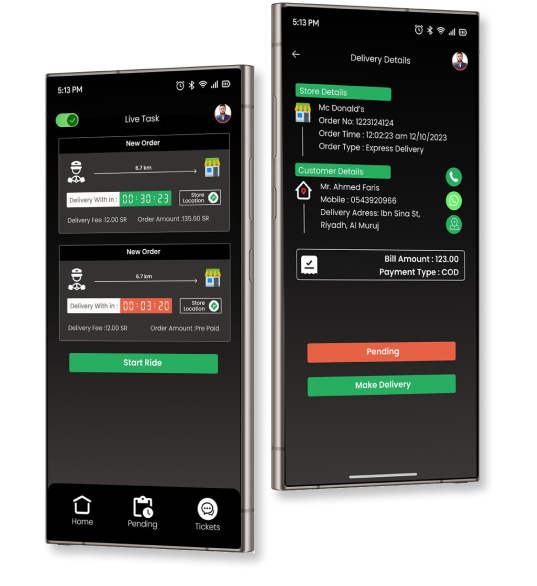 5:13 PM
Live Task
New Order
6.7 km
Delivery With in :
00:30:23
Store
Location
Delivery Fee :12.00 SR
Order Amount :135.60 SR
New Order
6.7 km
Delivery With in :
00:03:20
Store
Location
Delivery Fee :12.00 SR
Order Amount :Pre Paid
Start Ride
Home
Pending
Tickets
5:13 PM
Delivery Details
Store Details
Mc Donald's
Order No: 1223124124
Order Time : 12:02:23 am 12/10/2023
Order Type : Express Delivery
Customer Details
Mr. Ahmed Faris
Mobile : 0543920966
Delivery Adress: Ibn Sina St,
Riyadh, Al Muruj
Bill Amount : 123.00
Payment Type : COD
Pending
Make Delivery